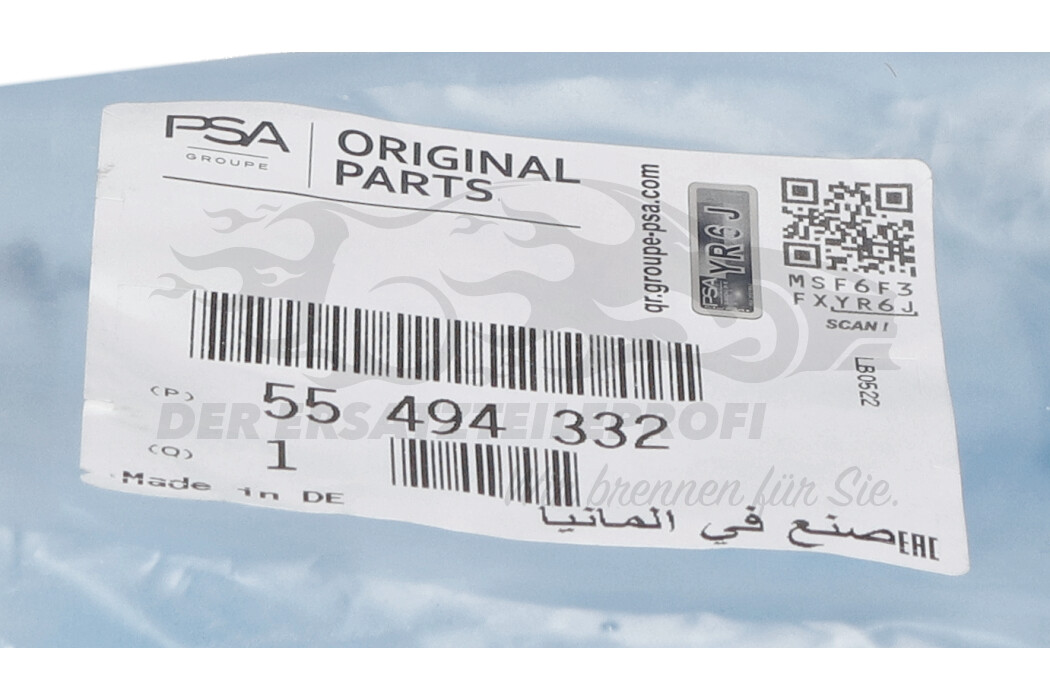 PSA
GROUPE
ORIGINAL
PARTS
qr.groupe-psa.com
PSA YR6J
MSF6F3
FXYR6J
SCAN!
LB0522
(P) 55 494 332
DER ERSATZTEILEPROFI
(Q) 1
Wir brennen für Sie.
Made in DE
صنع في المانيا
EAC